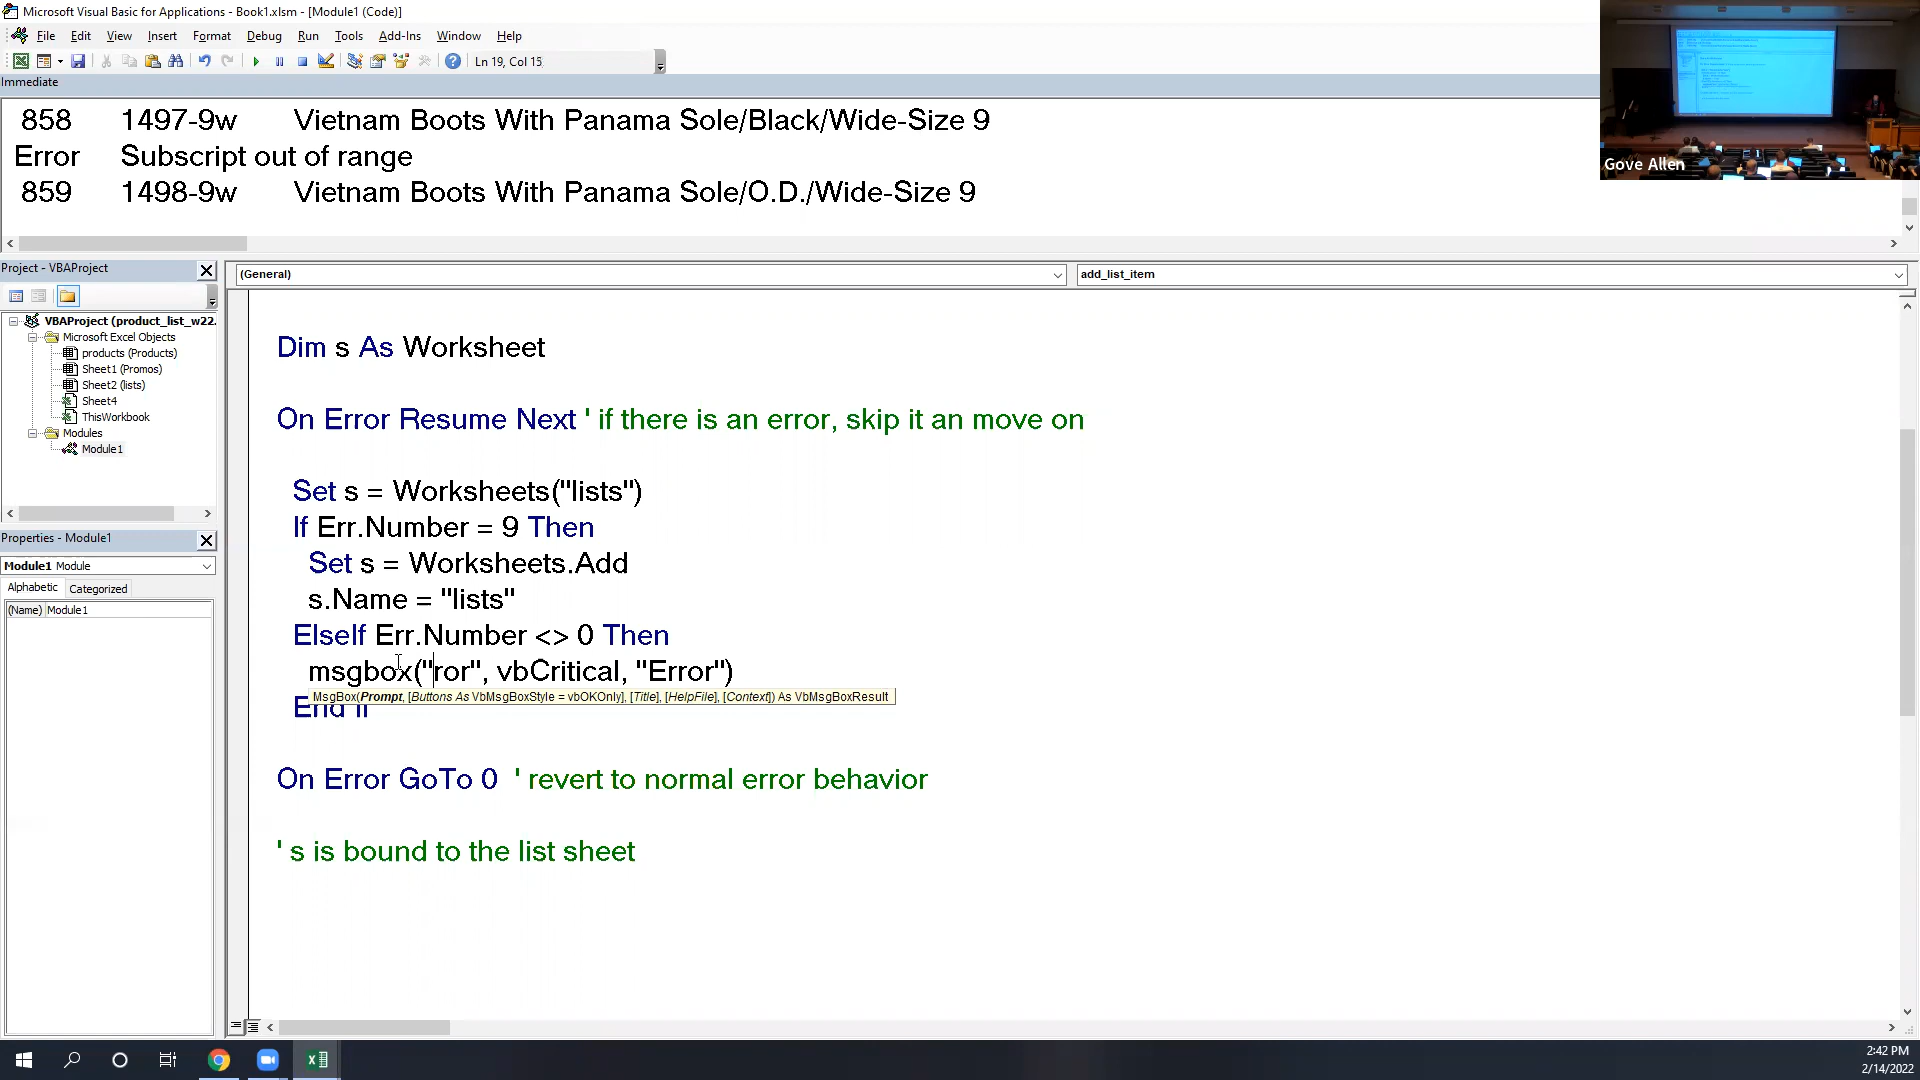 Microsoft Visual Basic for Applications - Book1.xlsm - [Module1 (Code)]
File Edit View Insert Format Debug Run Tools Add-Ins Window Help
Ln 19, Col 15
Immediate
858 1497-9w Vietnam Boots With Panama Sole/Black/Wide-Size 9
Error Subscript out of range
859 1498-9w Vietnam Boots With Panama Sole/O.D./Wide-Size 9
Gove Allen
Project - VBAProject
VBAProject (product_list_w22.
Microsoft Excel Objects
products (Products)
Sheet1 (Promos)
Sheet2 (lists)
Sheet4
ThisWorkbook
Modules
Module1
Properties - Module1
Module1 Module
Alphabetic Categorized
(Name) Module1
(General) add_list_item
Dim s As Worksheet
On Error Resume Next ' if there is an error, skip it an move on
Set s = Worksheets("lists")
If Err.Number = 9 Then
Set s = Worksheets.Add
s.Name = "lists"
ElseIf Err.Number <> 0 Then
msgbox("ror", vbCritical, "Error")
MsgBox(Prompt, [Buttons As VbMsgBoxStyle = vbOKOnly], [Title], [HelpFile], [Context]) As VbMsgBoxResult
End If
On Error GoTo 0 ' revert to normal error behavior
' s is bound to the list sheet
2:42 PM
2/14/2022